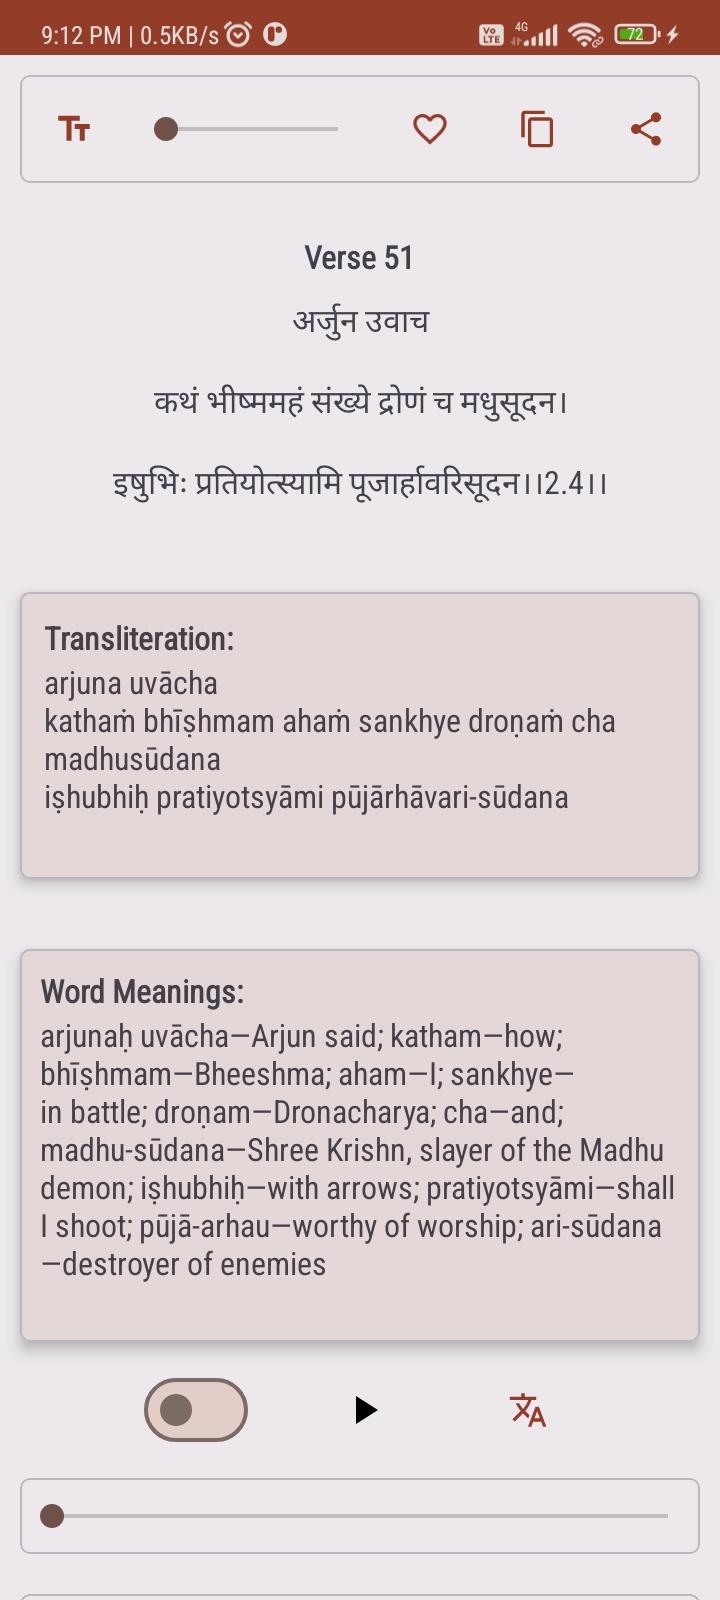 9:12 PM | 0.5KB/s
Vo LTE
4G
72
Verse 51
अर्जुन उवाच
कथं भीष्ममहं संख्ये द्रोणं च मधुसूदन।
इषुभिः प्रतियोत्स्यामि पूजार्हावरिसूदन।।2.4।।
Transliteration:
arjuna uvācha
kathaṁ bhīṣhmam ahaṁ sankhye droṇaṁ cha
madhusūdana
iṣhubhiḥ pratiyotsyāmi pūjārhāvari-sūdana
Word Meanings:
arjunaḥ uvācha—Arjun said; katham—how;
bhīṣhmam—Bheeshma; aham—I; sankhye—
in battle; droṇam—Dronacharya; cha—and;
madhu-sūdana—Shree Krishn, slayer of the Madhu
demon; iṣhubhiḥ—with arrows; pratiyotsyāmi—shall
I shoot; pūjā-arhau—worthy of worship; ari-sūdana
—destroyer of enemies